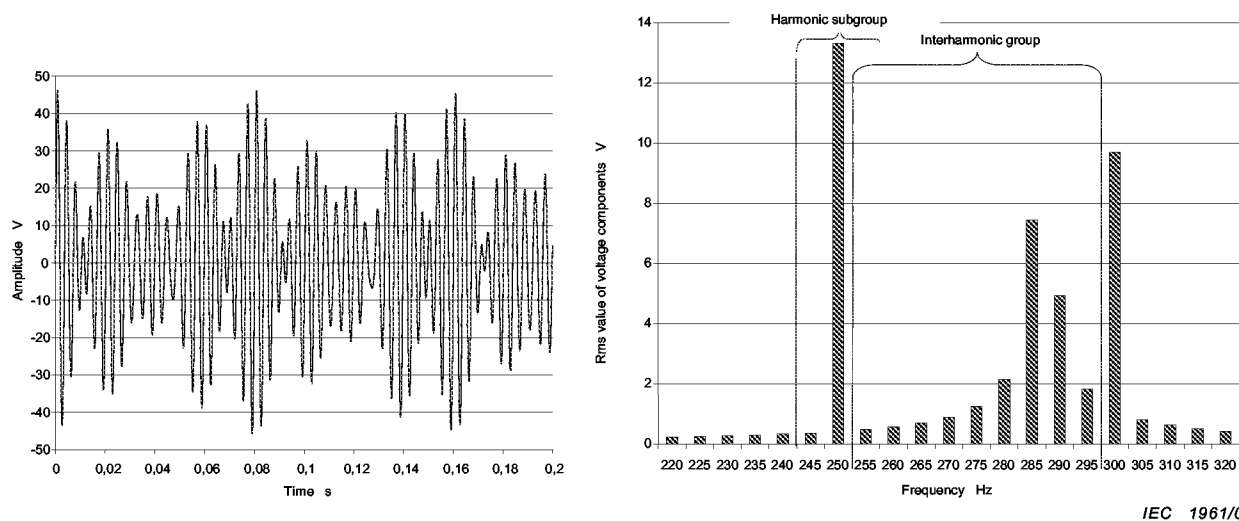 50
40
30
20
10
0
-10
-20
-30
-40
-50
Amplitude V
0 0,02 0,04 0,06 0,08 0,1 0,12 0,14 0,16 0,18 0,2
Time s
Harmonic subgroup
Interharmonic group
14
12
10
8
6
4
2
0
Rms value of voltage components V
220 225 230 235 240 245 250 255 260 265 270 275 280 285 290 295 300 305 310 315 320
Frequency Hz
IEC 1961/0